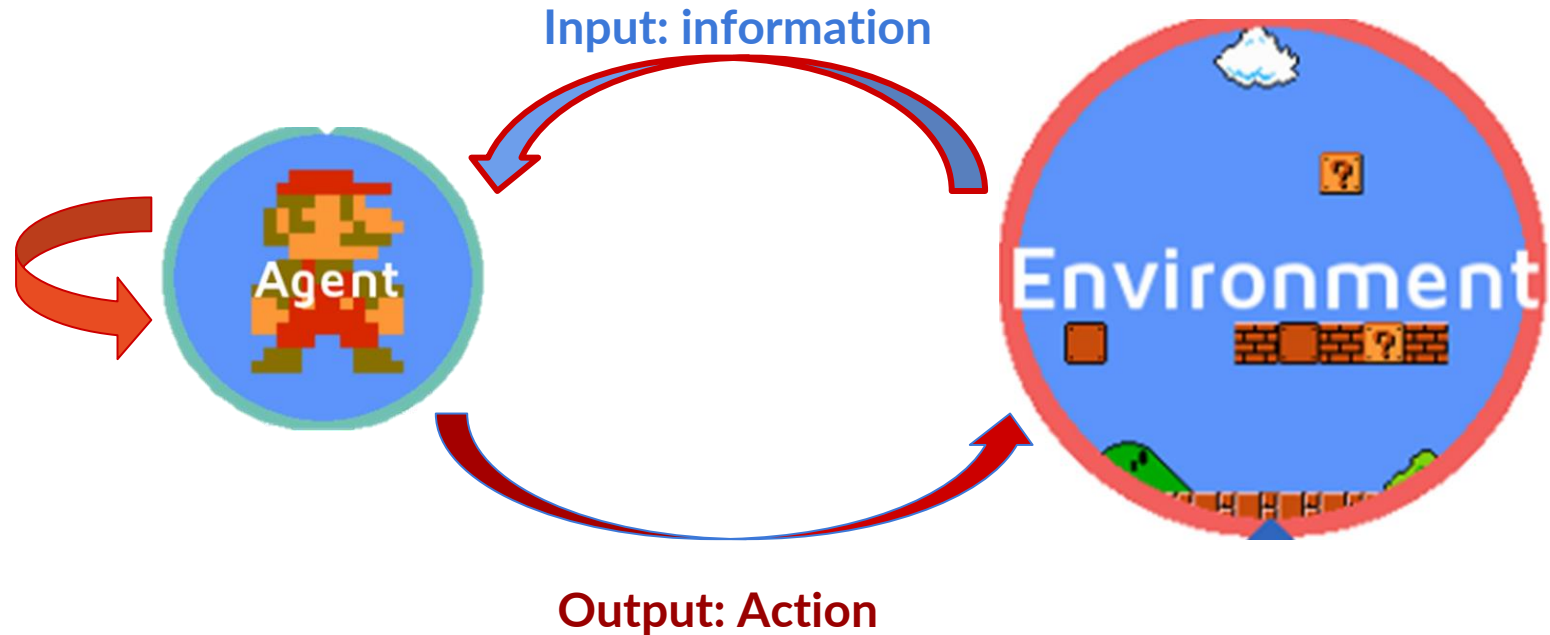 Input: information
Agent
Environment
?
?
Output: Action